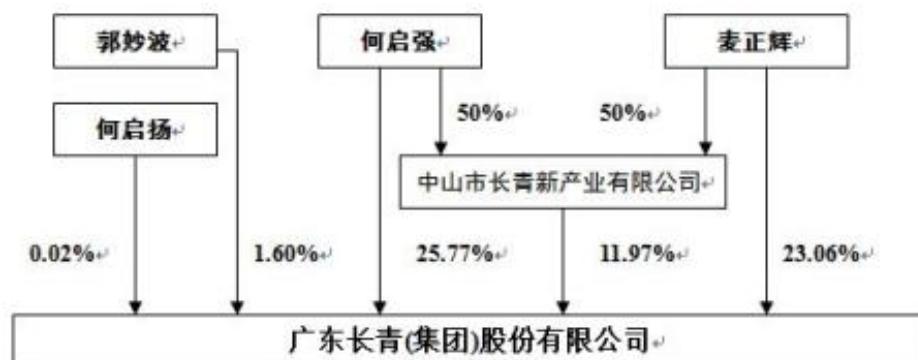 郭妙波↵
何启强↵
麦正辉↵
何启扬↵
50%↵
50%↵
中山市长青新产业有限公司↵
0.02%↵
1.60%↵
25.77%↵
11.97%↵
23.06%↵
广东长青(集团)股份有限公司↵